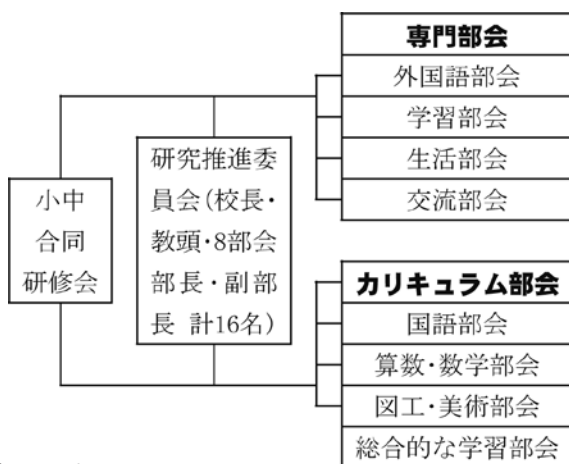 小中
合同
研修会
研究推進委
員会(校長・
教頭・8部会
部長・副部
長 計16名)
専門部会
外国語部会
学習部会
生活部会
交流部会
カリキュラム部会
国語部会
算数・数学部会
図工・美術部会
総合的な学習部会